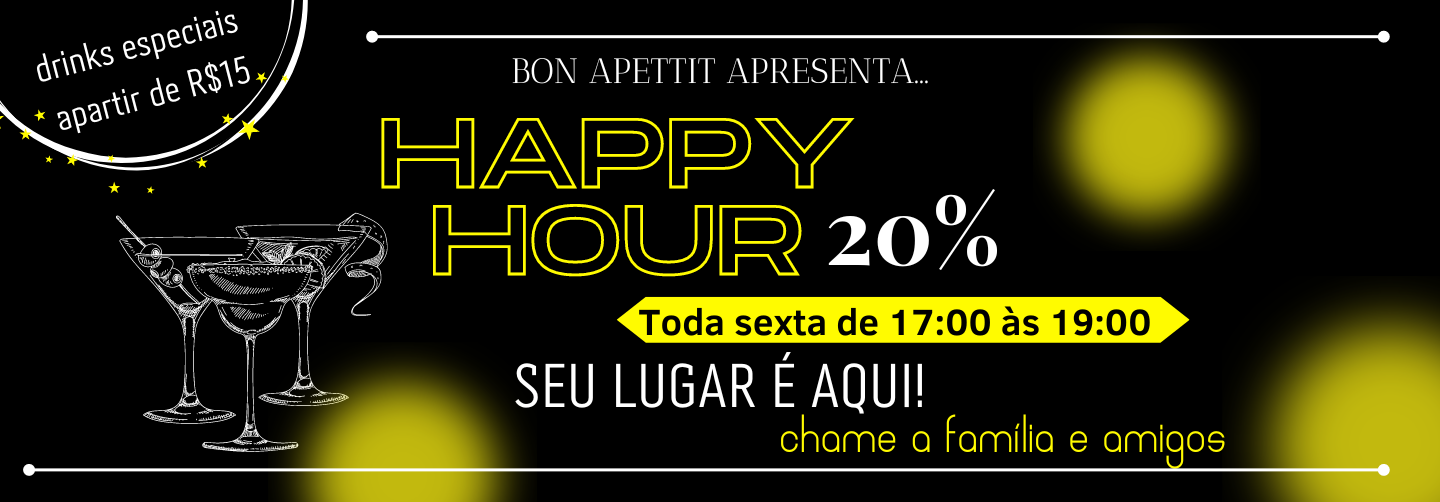 drinks especiais
apartir de R$15
BON APETTIT APRESENTA...
HAPPY
HOUR 20%
Toda sexta de 17:00 às 19:00
SEU LUGAR É AQUI!
chame a família e amigos